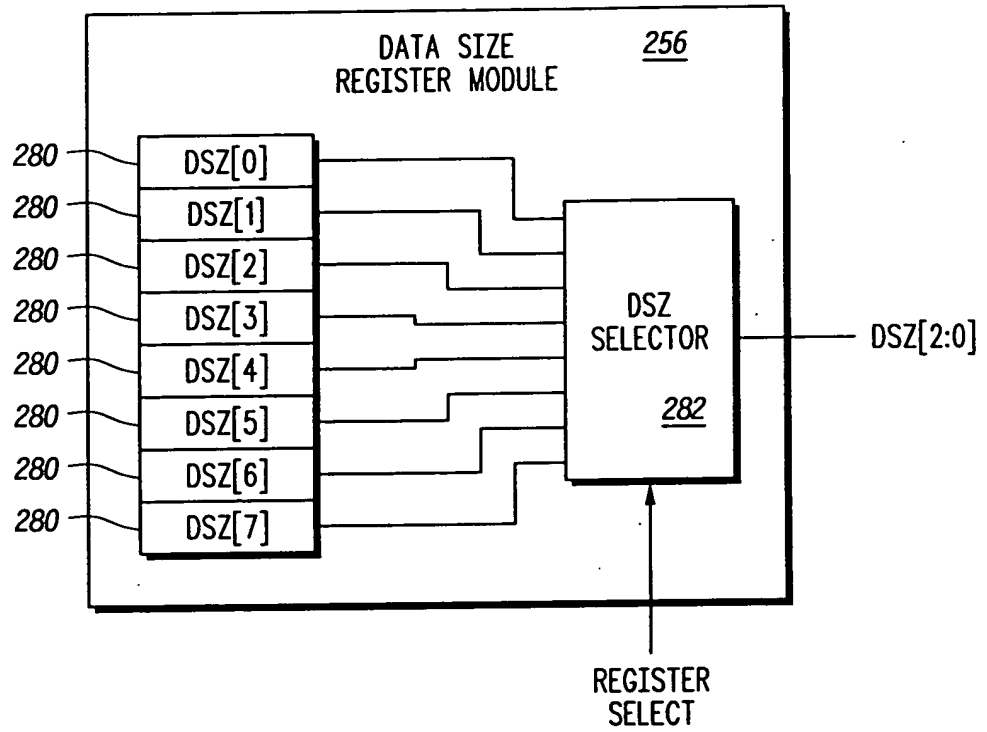 DATA SIZE 256
REGISTER MODULE
280 DSZ[0]
280 DSZ[1]
280 DSZ[2]
280 DSZ[3]
280 DSZ[4]
280 DSZ[5]
280 DSZ[6]
280 DSZ[7]
DSZ
SELECTOR
282
DSZ[2:0]
REGISTER
SELECT